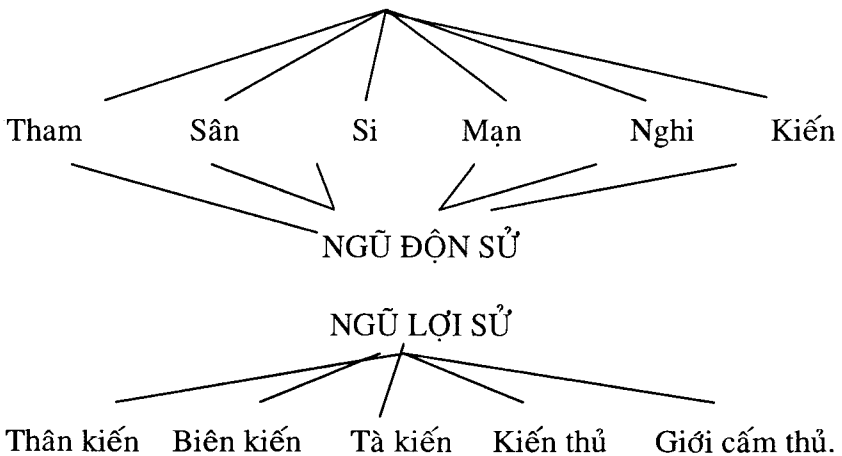 Tham Sân Si Mạn Nghi Kiến
NGŨ ĐỘN SỬ
NGŨ LỢI SỬ
Thân kiến Biên kiến Tà kiến Kiến thủ Giới cấm thủ.